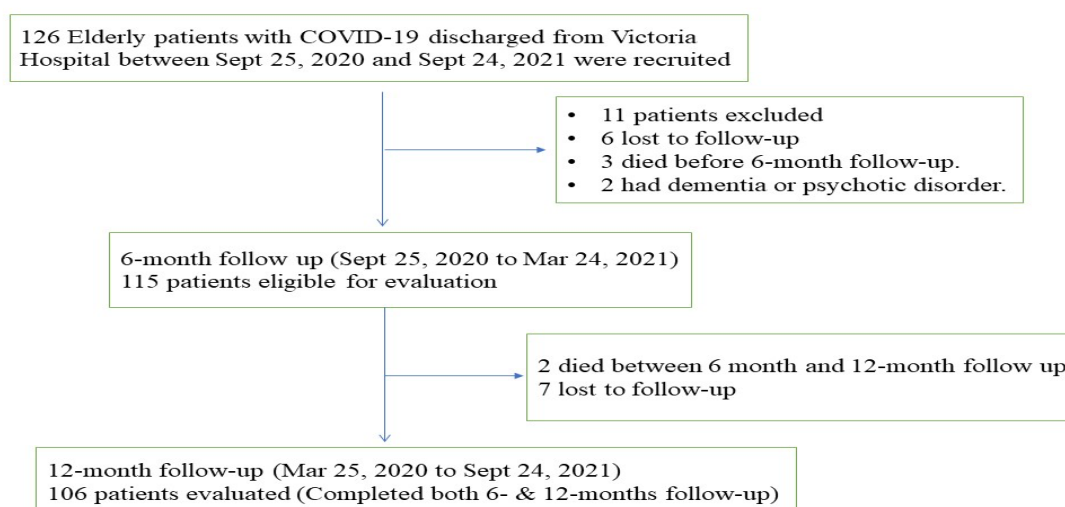 126 Elderly patients with COVID-19 discharged from Victoria
Hospital between Sept 25, 2020 and Sept 24, 2021 were recruited
• 11 patients excluded
• 6 lost to follow-up
• 3 died before 6-month follow-up.
• 2 had dementia or psychotic disorder.
6-month follow up (Sept 25, 2020 to Mar 24, 2021)
115 patients eligible for evaluation
2 died between 6 month and 12-month follow up
7 lost to follow-up
12-month follow-up (Mar 25, 2020 to Sept 24, 2021)
106 patients evaluated (Completed both 6- & 12-months follow-up)